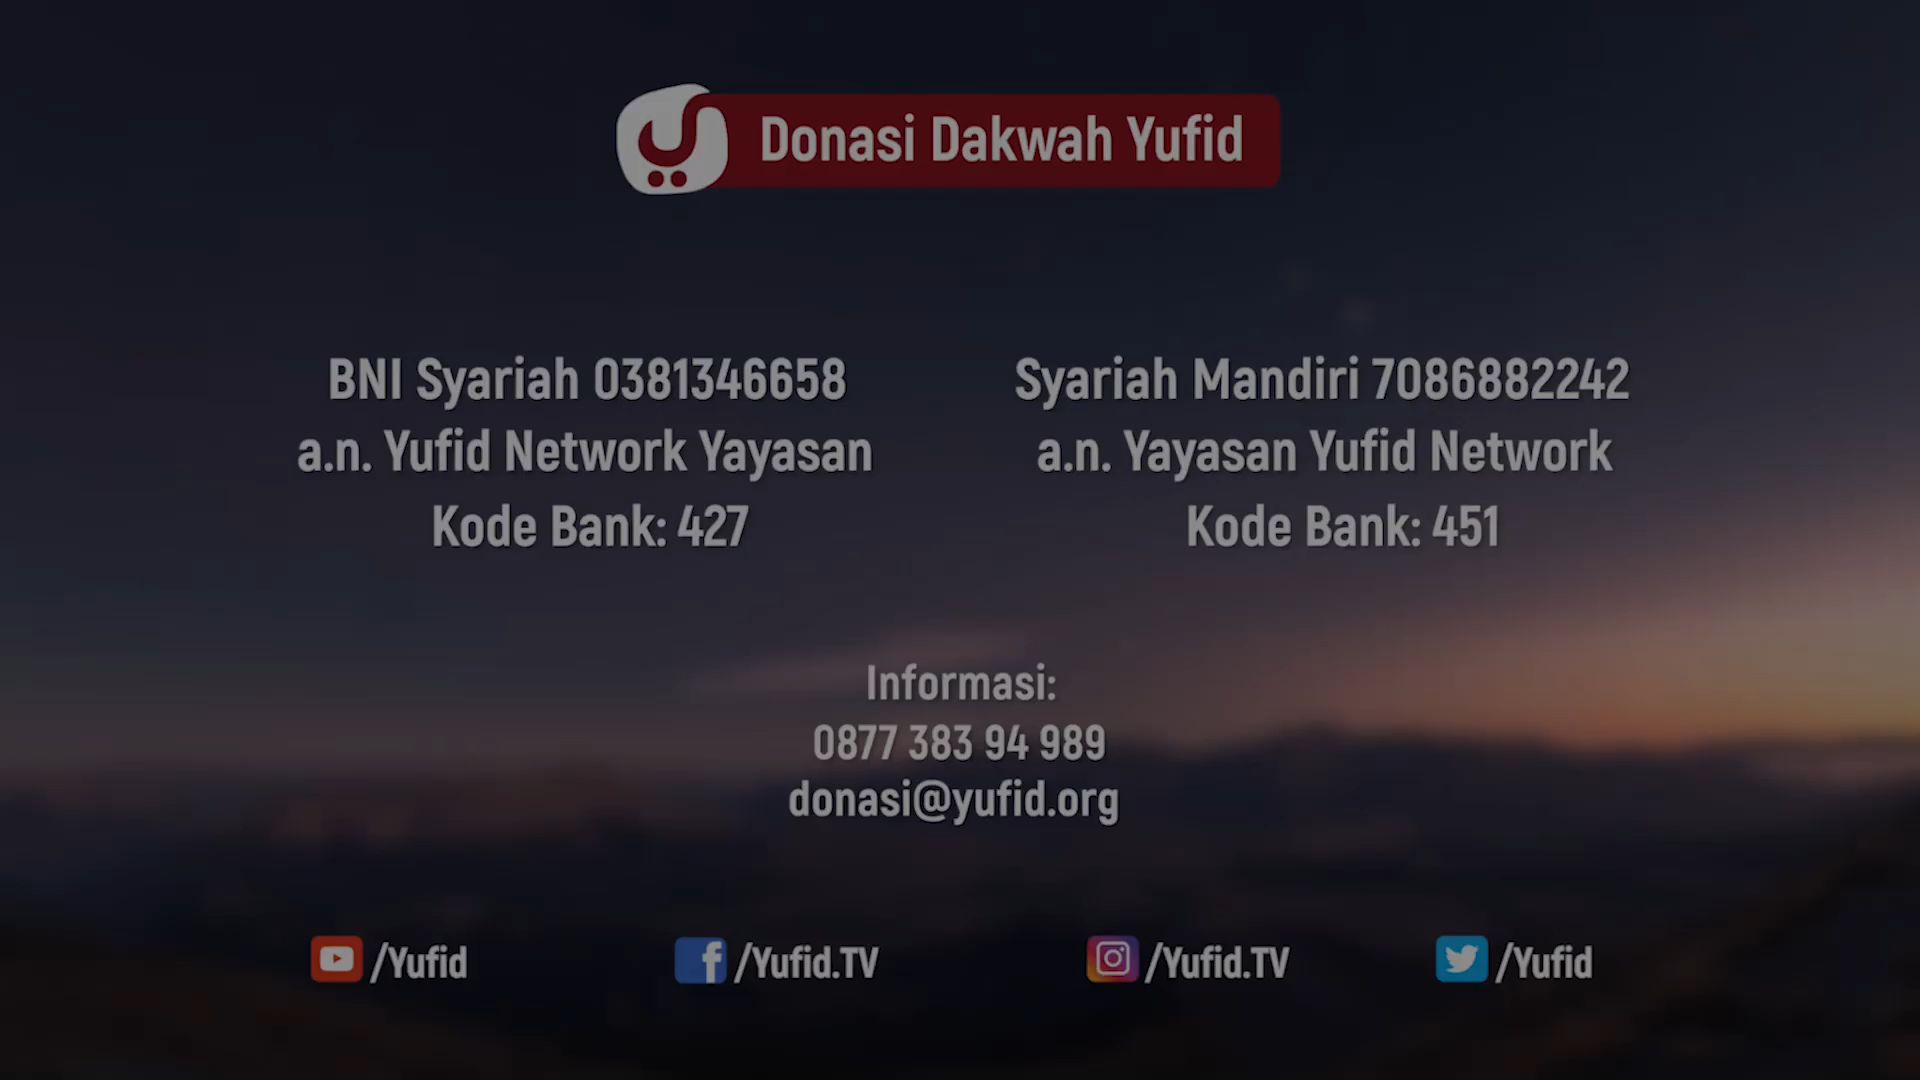 Donasi Dakwah Yufid
BNI Syariah 0381346658
a.n. Yufid Network Yayasan
Kode Bank: 427
Syariah Mandiri 7086882242
a.n. Yayasan Yufid Network
Kode Bank: 451
Informasi:
0877 383 94 989
donasi@yufid.org
/Yufid
/Yufid.TV
/Yufid.TV
/Yufid